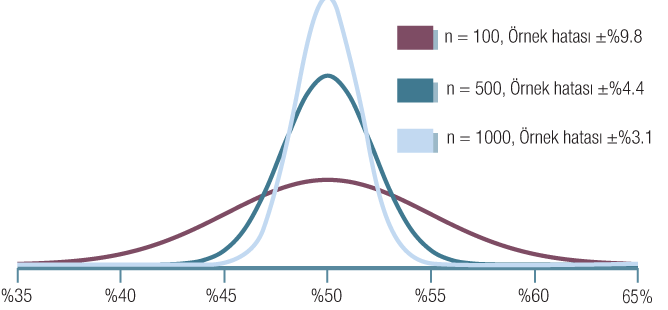 n = 100, Örnek hatası ±%9.8
n = 500, Örnek hatası ±%4.4
n = 1000, Örnek hatası ±%3.1
%35 %40 %45 %50 %55 %60 65%